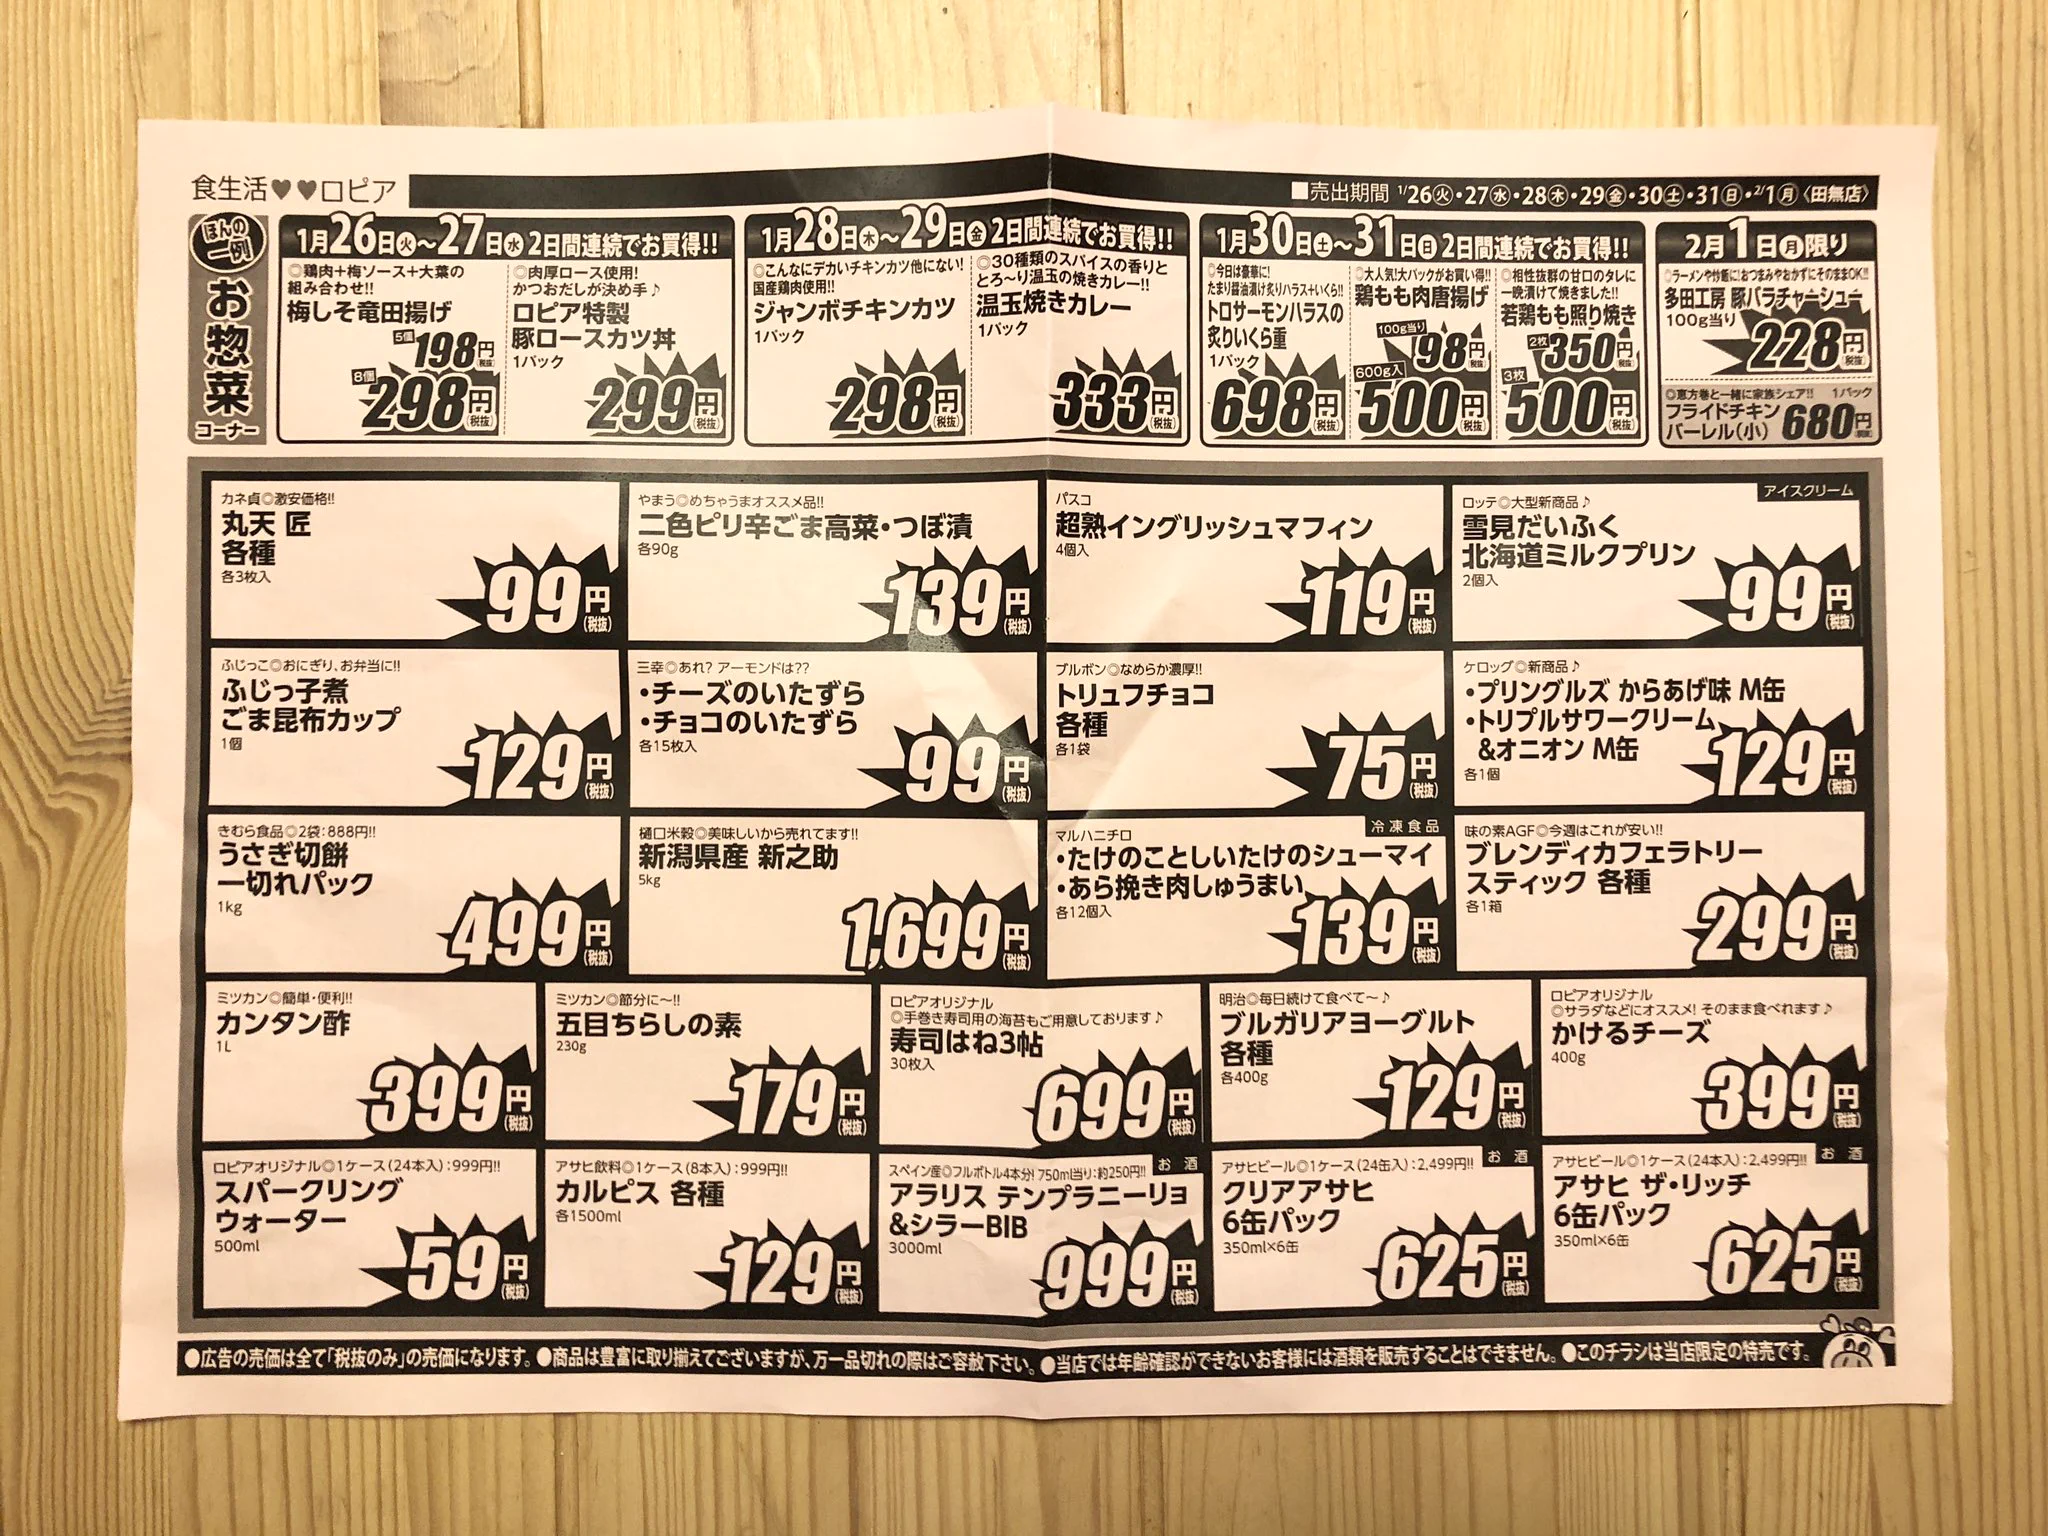 食生活♥♥ロピア
■売出期間 1/26㊋・27㊌・28㊍・29㊎・30㊏・31㊐・2/1㊊〈田無店〉
ほんの
一例
お惣菜
コーナー
1月26日㊋～27日㊌ 2日間連続でお買得!!
◎鶏肉+梅ソース+大葉の
組み合わせ!!
梅しそ竜田揚げ
5個 198円(税抜)
8個 298円(税抜)
◎肉厚ロース使用!
かつおだしが決め手♪
ロピア特製
豚ロースカツ丼
1パック
299円(税抜)
1月28日㊍～29日㊎ 2日間連続でお買得!!
◎こんなにデカいチキンカツ他にない!
国産鶏肉使用!!
ジャンボチキンカツ
1パック
298円(税抜)
◎30種類のスパイスの香りと
とろ～り温玉の焼きカレー!!
温玉焼きカレー
1パック
333円(税抜)
1月30日㊏～31日㊐ 2日間連続でお買得!!
◎今日は豪華に!
たまり醤油漬け炙りハラス+いくら!!
トロサーモンハラスの
炙りいくら重
1パック
698円(税抜)
◎大人気!大パックがお買い得!!
鶏もも肉唐揚げ
100g当り 98円(税抜)
600g入 500円(税抜)
◎相性抜群の甘口のタレに
一晩漬けて焼きました!!
若鶏もも照り焼き
2枚 350円(税抜)
3枚 500円(税抜)
2月1日㊊限り
◎ラーメンや炒飯に!おつまみやおかずにそのままOK!!
多田工房 豚バラチャーシュー
100g当り
228円(税抜)
◎恵方巻と一緒に家族シェア!! 1パック
フライドチキン
バーレル(小) 680円(税抜)
カネ貞◎激安価格!!
丸天 匠
各種
各3枚入
99円(税抜)
やまう◎めちゃうまオススメ品!!
二色ピリ辛ごま高菜・つぼ漬
各90g
139円(税抜)
パスコ
超熟イングリッシュマフィン
4個入
119円(税抜)
アイスクリーム
ロッテ◎大型新商品♪
雪見だいふく
北海道ミルクプリン
2個入
99円(税抜)
ふじっこ◎おにぎり、お弁当に!!
ふじっ子煮
ごま昆布カップ
1個
129円(税抜)
三幸◎あれ? アーモンドは??
・チーズのいたずら
・チョコのいたずら
各15枚入
99円(税抜)
ブルボン◎なめらか濃厚!!
トリュフチョコ
各種
各1袋
75円(税抜)
ケロッグ◎新商品♪
・プリングルズ からあげ味 M缶
・トリプルサワークリーム
&オニオン M缶
各1個
129円(税抜)
きむら食品◎2袋:888円!!
うさぎ切餅
一切れパック
1kg
499円(税抜)
樋口米穀◎美味しいから売れてます!!
新潟県産 新之助
5kg
1,699円(税抜)
冷凍食品
マルハニチロ
・たけのことしいたけのシューマイ
・あら挽き肉しゅうまい
各12個入
139円(税抜)
味の素AGF◎今週はこれが安い!!
ブレンディカフェラトリー
スティック 各種
各1箱
299円(税抜)
ミツカン◎簡単・便利!!
カンタン酢
1L
399円(税抜)
ミツカン◎節分に～!!
五目ちらしの素
230g
179円(税抜)
ロピアオリジナル
◎手巻き寿司用の海苔もご用意しております♪
寿司はね3帖
30枚入
699円(税抜)
明治◎毎日続けて食べて～♪
ブルガリアヨーグルト
各種
各400g
129円(税抜)
ロピアオリジナル
◎サラダなどにオススメ! そのまま食べれます♪
かけるチーズ
400g
399円(税抜)
ロピアオリジナル◎1ケース(24本入):999円!!
スパークリング
ウォーター
500ml
59円(税抜)
アサヒ飲料◎1ケース(8本入):999円!!
カルピス 各種
各1500ml
129円(税抜)
お酒
スペイン産◎フルボトル4本分! 750ml当り:約250円!!
アラリス テンプラニーリョ
&シラーBIB
3000ml
999円(税抜)
お酒
アサヒビール◎1ケース(24缶入):2,499円!!
クリアアサヒ
6缶パック
350ml×6缶
625円(税抜)
お酒
アサヒビール◎1ケース(24本入):2,499円!!
アサヒ ザ・リッチ
6缶パック
350ml×6缶
625円(税抜)
●広告の売価は全て「税抜のみ」の売価になります。●商品は豊富に取り揃えてございますが、万一品切れの際はご容赦下さい。●当店では年齢確認ができないお客様には酒類を販売することはできません。●このチラシは当店限定の特売です。